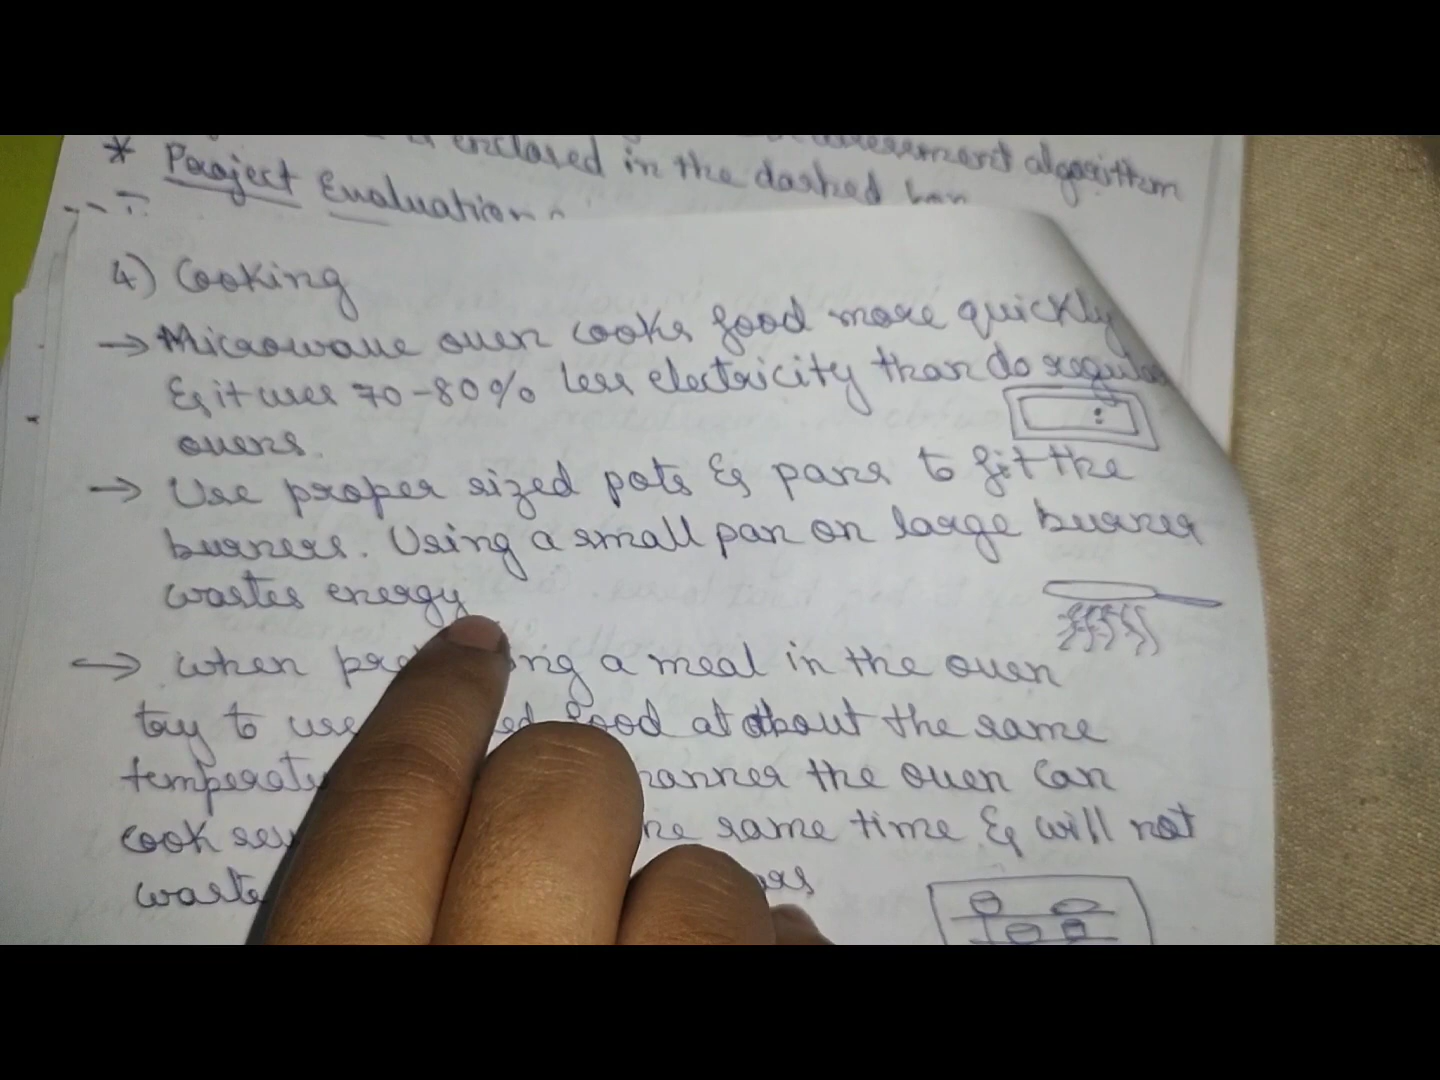 enclosed in the dashed
algorithm
* Project Evaluation
4) Cooking
→ Microwave oven cooks food more quickly
& it uses 70-80% less electricity than do regular
ovens.
→ Use proper sized pots & pans to fit the
burners. Using a small pan on large burner
wastes energy
→ when a meal in the oven
try to use food at about the same
the oven can
cook same time & will not